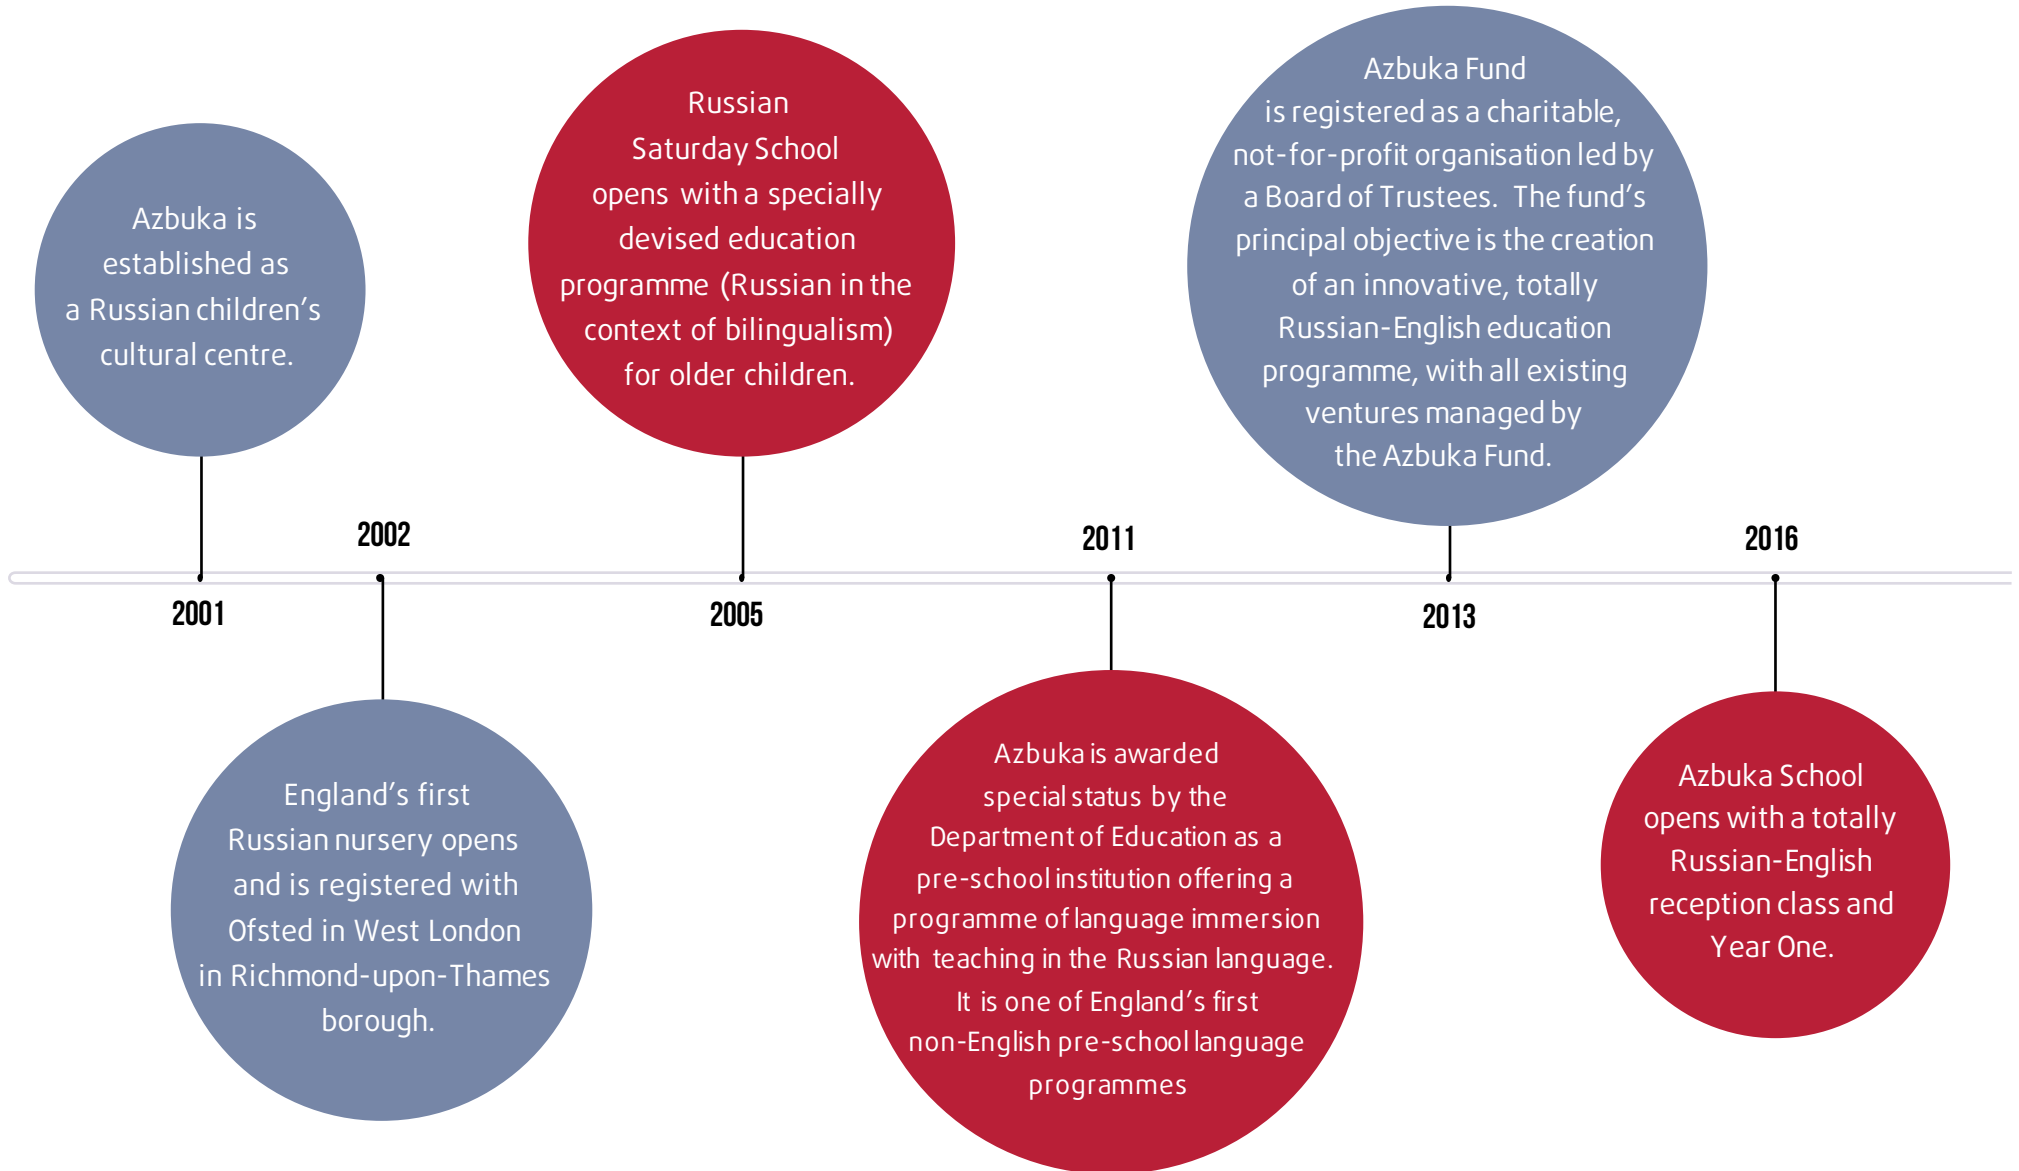 Azbuka is
established as
a Russian children's
cultural centre.
2001
2002
England's first
Russian nursery opens
and is registered with
Ofsted in West London
in Richmond-upon-Thames
borough.
Russian
Saturday School
opens with a specially
devised education
programme (Russian in the
context of bilingualism)
for older children.
2005
2011
Azbuka is awarded
special status by the
Department of Education as a
pre-school institution offering a
programme of language immersion
with teaching in the Russian language.
It is one of England's first
non-English pre-school language
programmes
Azbuka Fund
is registered as a charitable,
not-for-profit organisation led by
a Board of Trustees. The fund's
principal objective is the creation
of an innovative, totally
Russian-English education
programme, with all existing
ventures managed by
the Azbuka Fund.
2013
2016
Azbuka School
opens with a totally
Russian-English
reception class and
Year One.